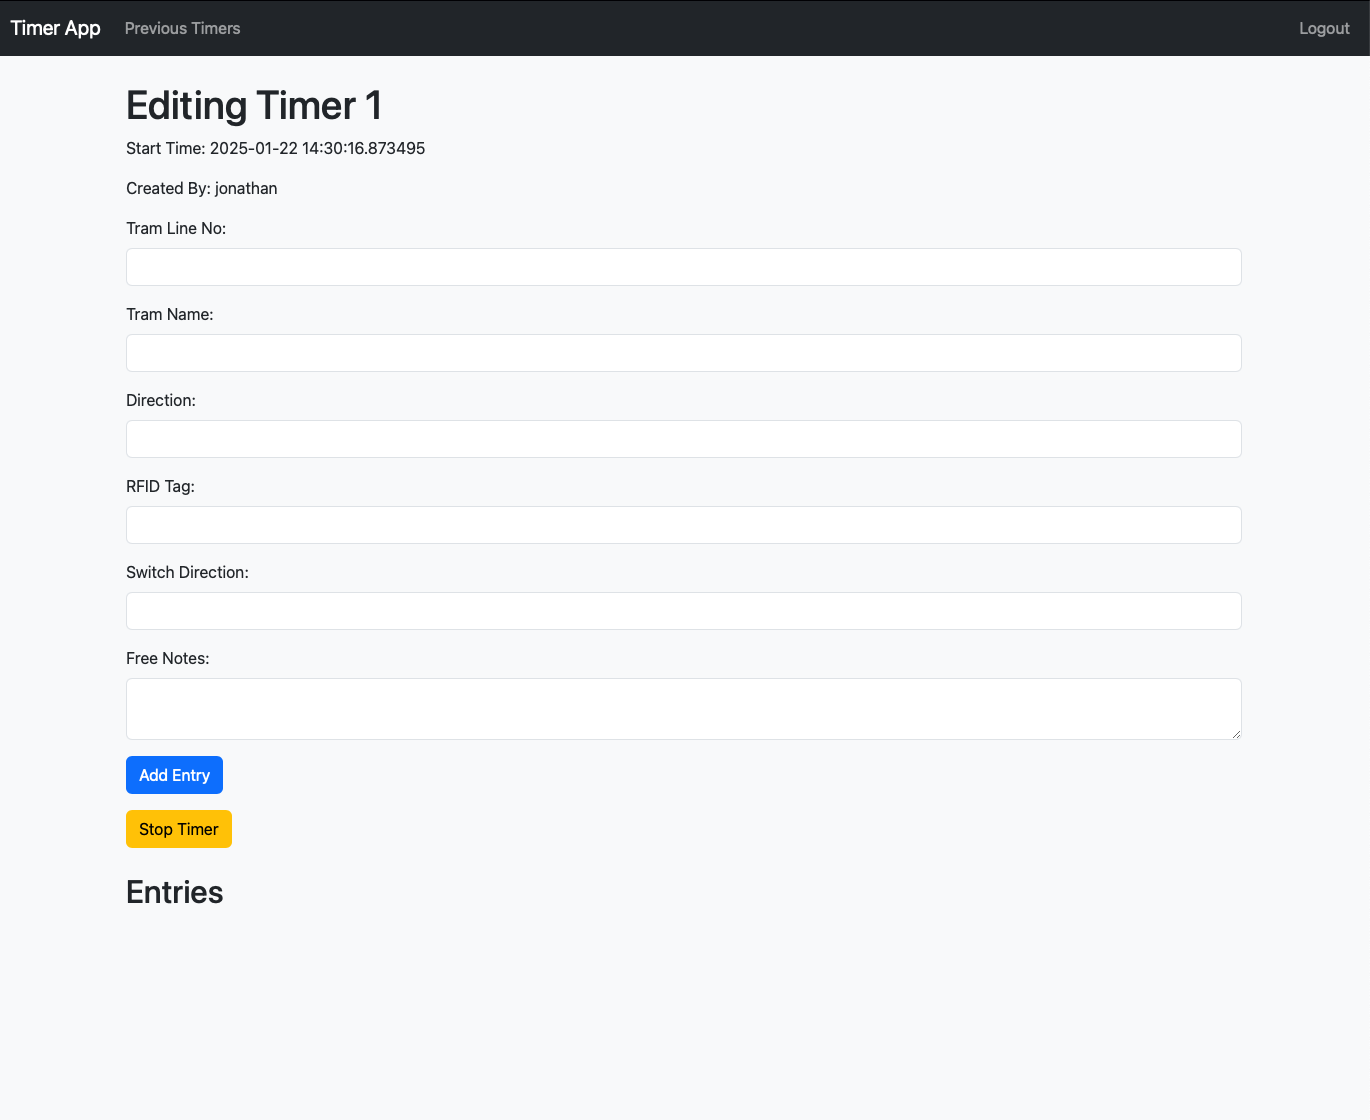 Timer App Previous Timers Logout
Editing Timer 1
Start Time: 2025-01-22 14:30:16.873495
Created By: jonathan
Tram Line No:
Tram Name:
Direction:
RFID Tag:
Switch Direction:
Free Notes:
Add Entry
Stop Timer
Entries